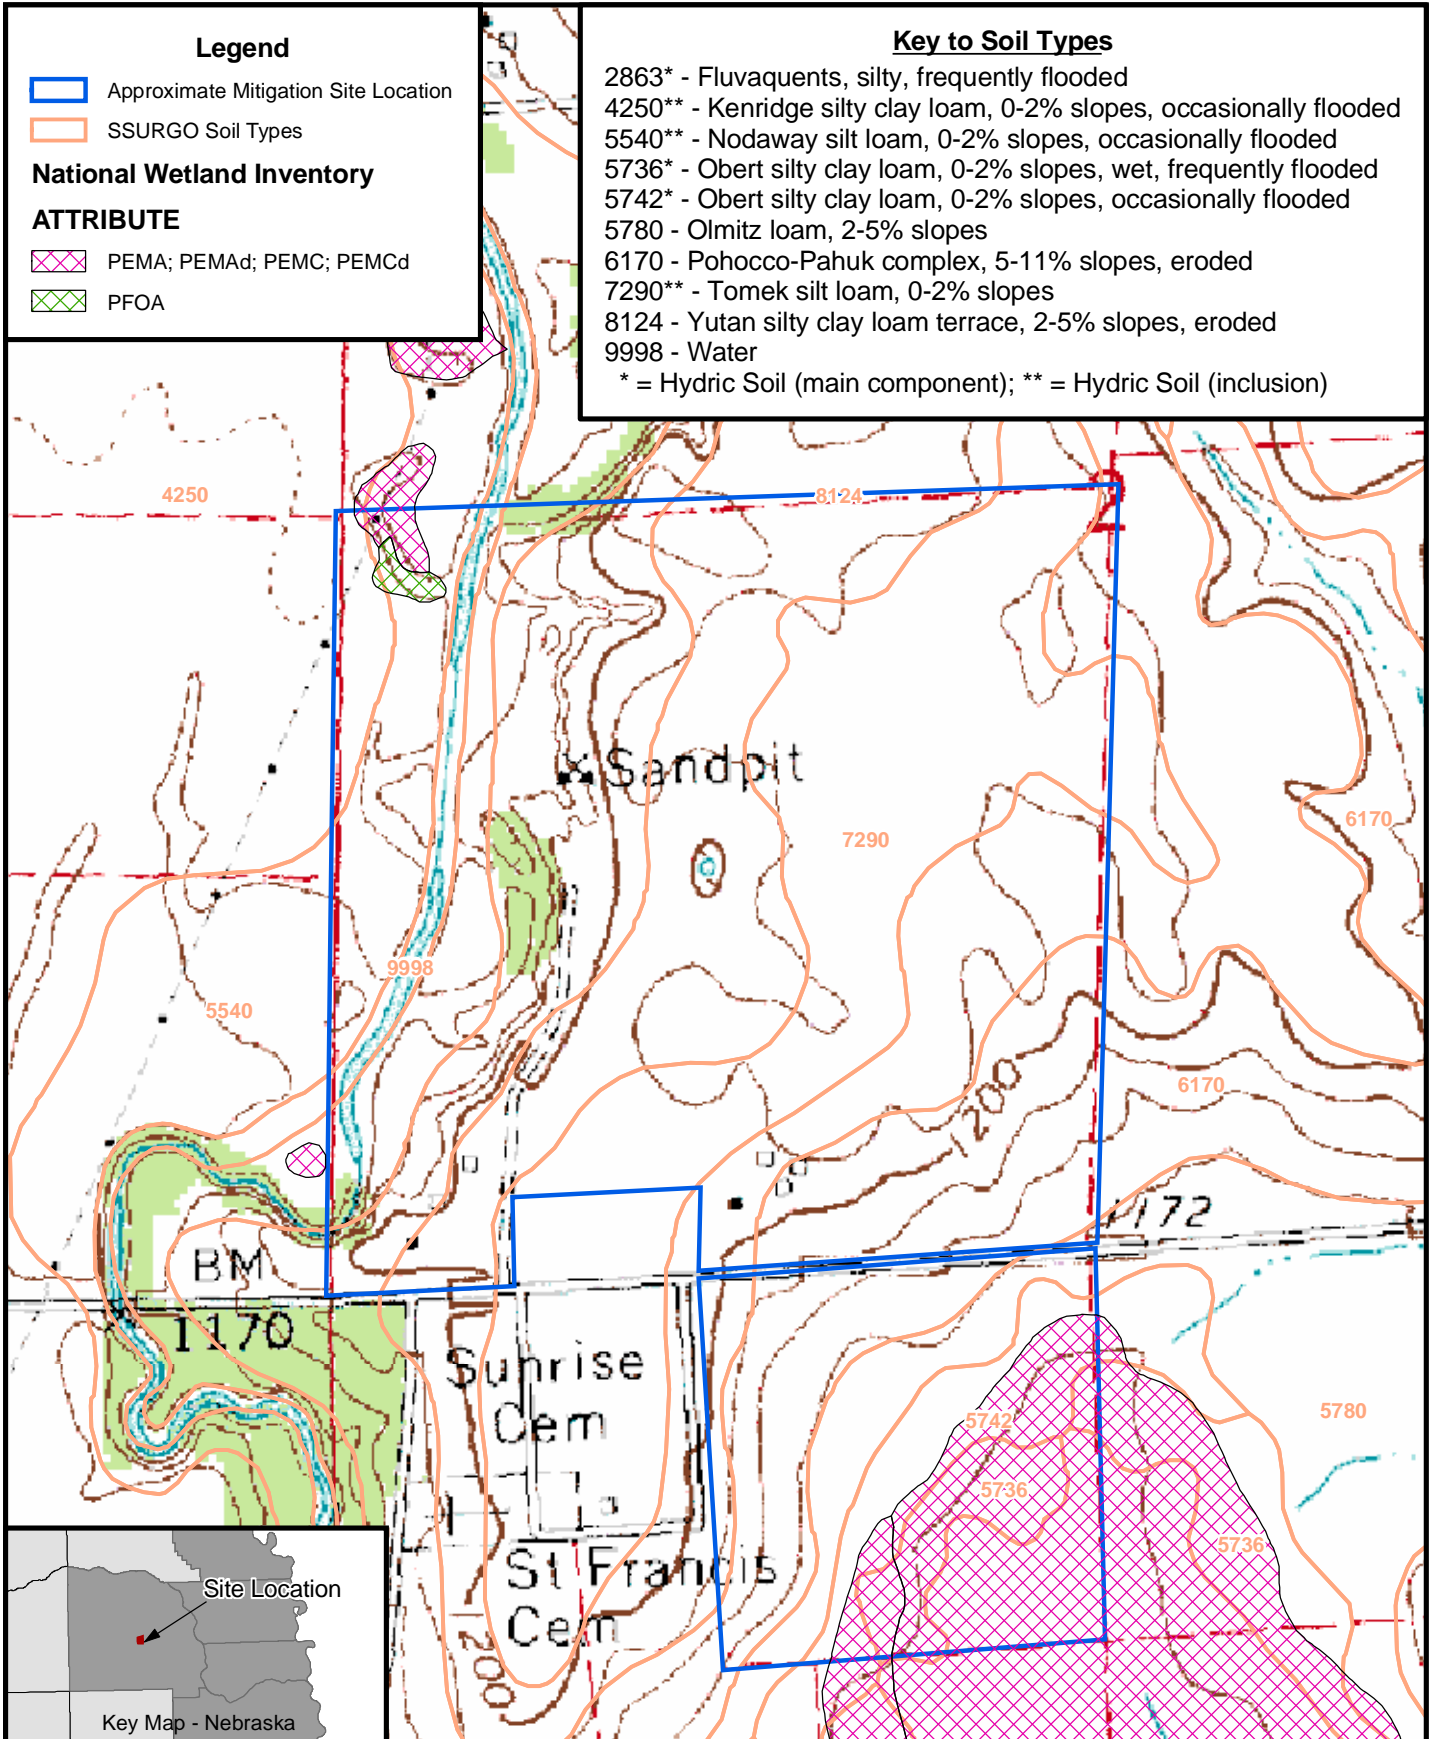 Legend
Approximate Mitigation Site Location
SSURGO Soil Types
National Wetland Inventory
ATTRIBUTE
PEMA; PEMAd; PEMC; PEMCd
PFOA
Key to Soil Types
2863* - Fluvaquents, silty, frequently flooded
4250** - Kenridge silty clay loam, 0-2% slopes, occasionally flooded
5540** - Nodaway silt loam, 0-2% slopes, occasionally flooded
5736* - Obert silty clay loam, 0-2% slopes, wet, frequently flooded
5742* - Obert silty clay loam, 0-2% slopes, occasionally flooded
5780 - Olmitz loam, 2-5% slopes
6170 - Pohocco-Pahuk complex, 5-11% slopes, eroded
7290** - Tomek silt loam, 0-2% slopes
8124 - Yutan silty clay loam terrace, 2-5% slopes, eroded
9998 - Water
* = Hydric Soil (main component); ** = Hydric Soil (inclusion)
4250
8124
Sandpit
7290
6170
9998
5540
1200
6170
1172
BM
1170
Sunrise
Cem
5742
5780
5736
5736
St Francis
Cem
1200
Site Location
Key Map - Nebraska